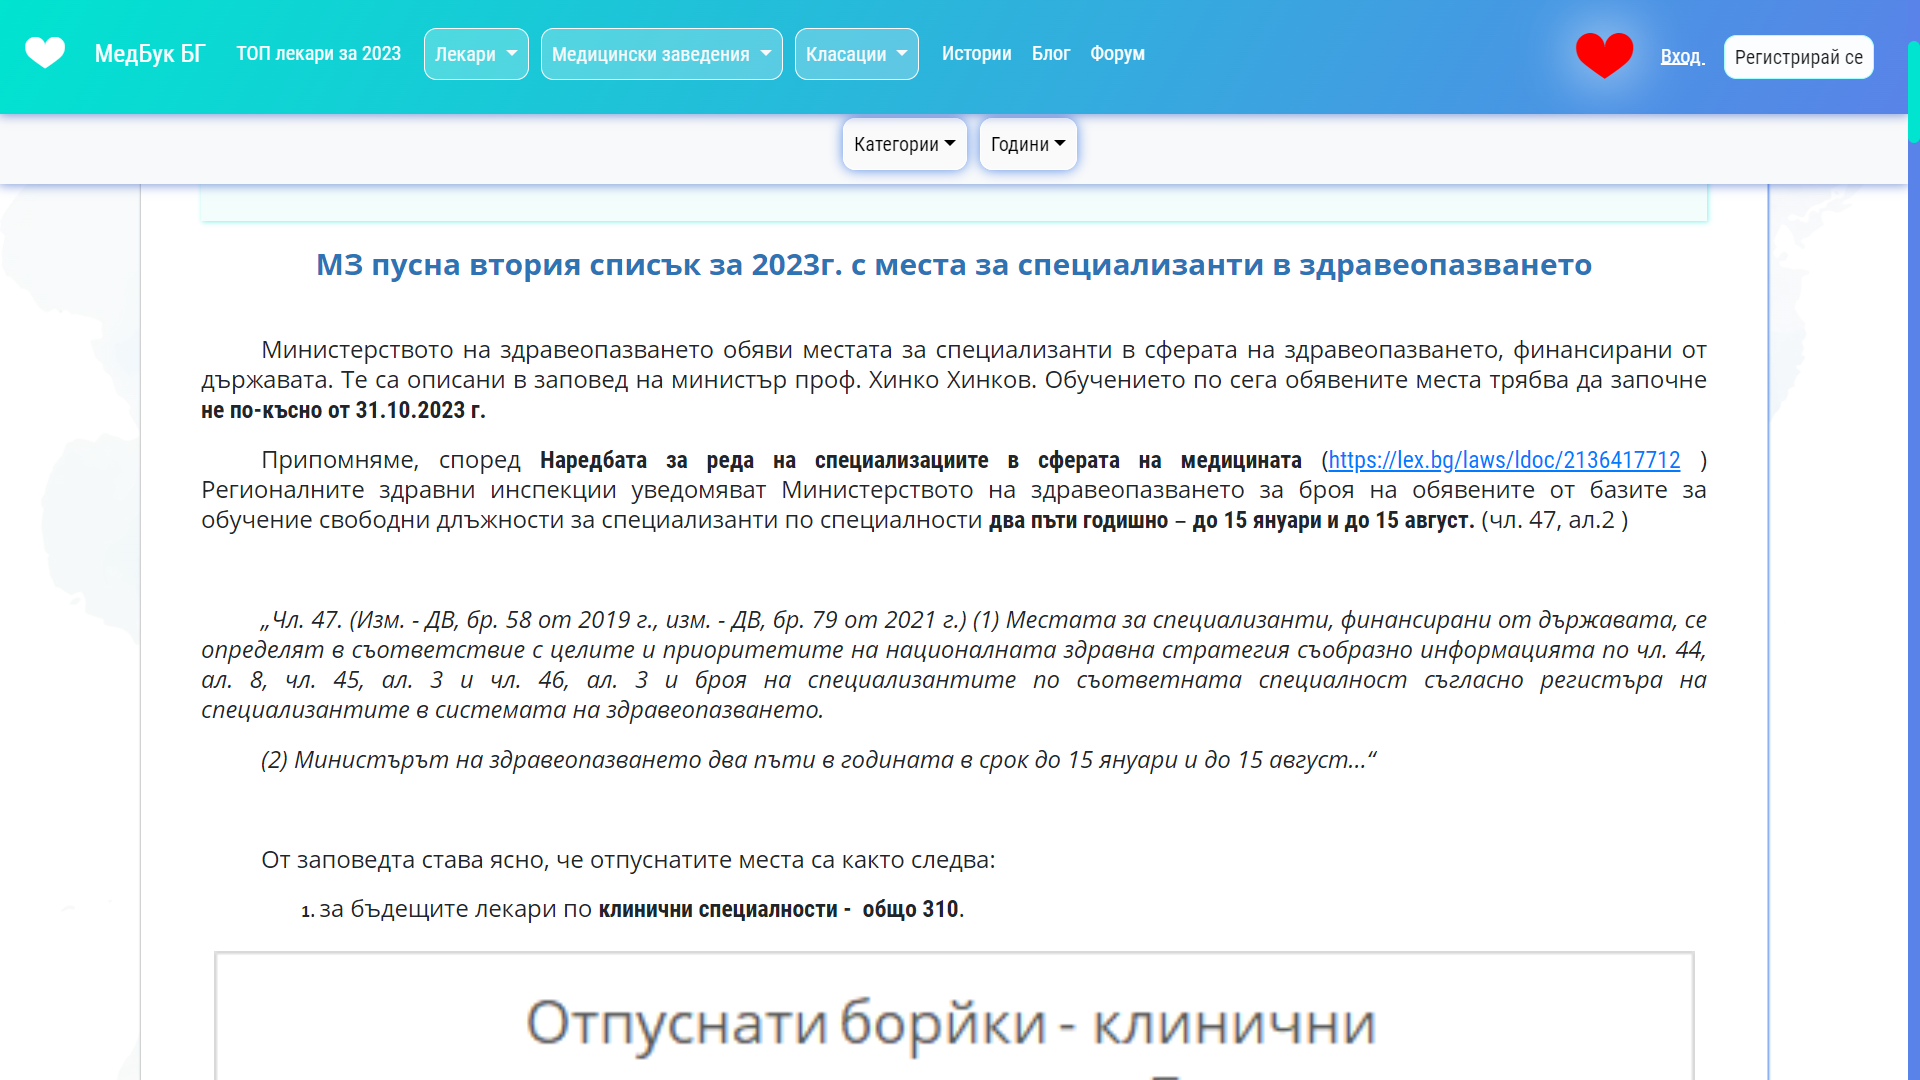 МедБук БГ ТОП лекари за 2023 Лекари Медицински заведения Класации Истории Блог Форум Вход Регистрирай се
Категории Години
МЗ пусна втория списък за 2023г. с места за специализанти в здравеопазването
Министерството на здравеопазването обяви местата за специализанти в сферата на здравеопазването, финансирани от
държавата. Те са описани в заповед на министър проф. Хинко Хинков. Обучението по сега обявените места трябва да започне
не по-късно от 31.10.2023 г.
Припомняме, според Наредбата за реда на специализациите в сферата на медицината (https://lex.bg/laws/ldoc/2136417712 )
Регионалните здравни инспекции уведомяват Министерството на здравеопазването за броя на обявените от базите за
обучение свободни длъжности за специализанти по специалности два пъти годишно – до 15 януари и до 15 август. (чл. 47, ал.2 )
„Чл. 47. (Изм. - ДВ, бр. 58 от 2019 г., изм. - ДВ, бр. 79 от 2021 г.) (1) Местата за специализанти, финансирани от държавата, се
определят в съответствие с целите и приоритетите на националната здравна стратегия съобразно информацията по чл. 44,
ал. 8, чл. 45, ал. 3 и чл. 46, ал. 3 и броя на специализантите по съответната специалност съгласно регистъра на
специализантите в системата на здравеопазването.
(2) Министърът на здравеопазването два пъти в годината в срок до 15 януари и до 15 август...“
От заповедта става ясно, че отпуснатите места са както следва:
1. за бъдещите лекари по клинични специалности - общо 310.
Отпуснати борйки - клинични